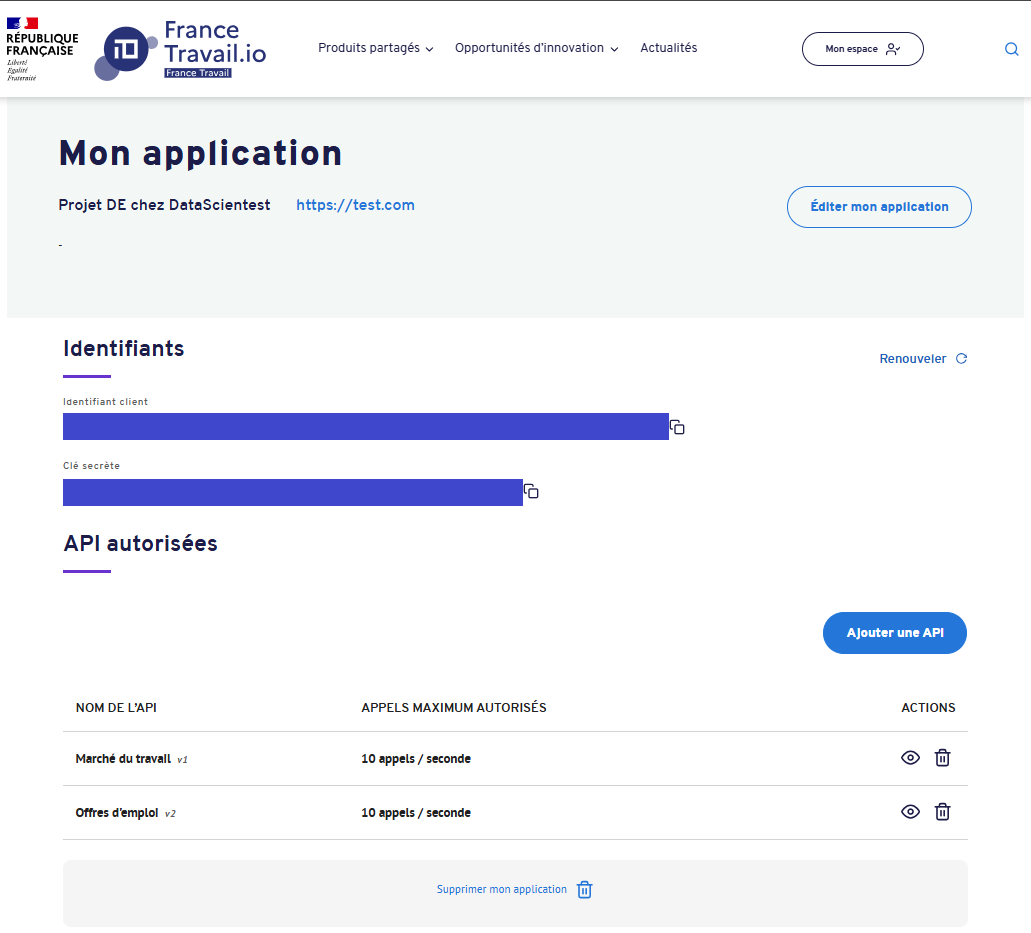 RÉPUBLIQUE
FRANÇAISE
Liberté
Égalité
Fraternité
France
Travail.io
France Travail
Produits partagés
Opportunités d'innovation
Actualités
Mon espace
Mon application
Projet DE chez DataScientest https://test.com
Éditer mon application
-
Identifiants
Renouveler
Identifiant client
Clé secrète
API autorisées
Ajouter une API
NOM DE L'API APPELS MAXIMUM AUTORISÉS ACTIONS
Marché du travail v1 10 appels / seconde
Offres d'emploi v2 10 appels / seconde
Supprimer mon application